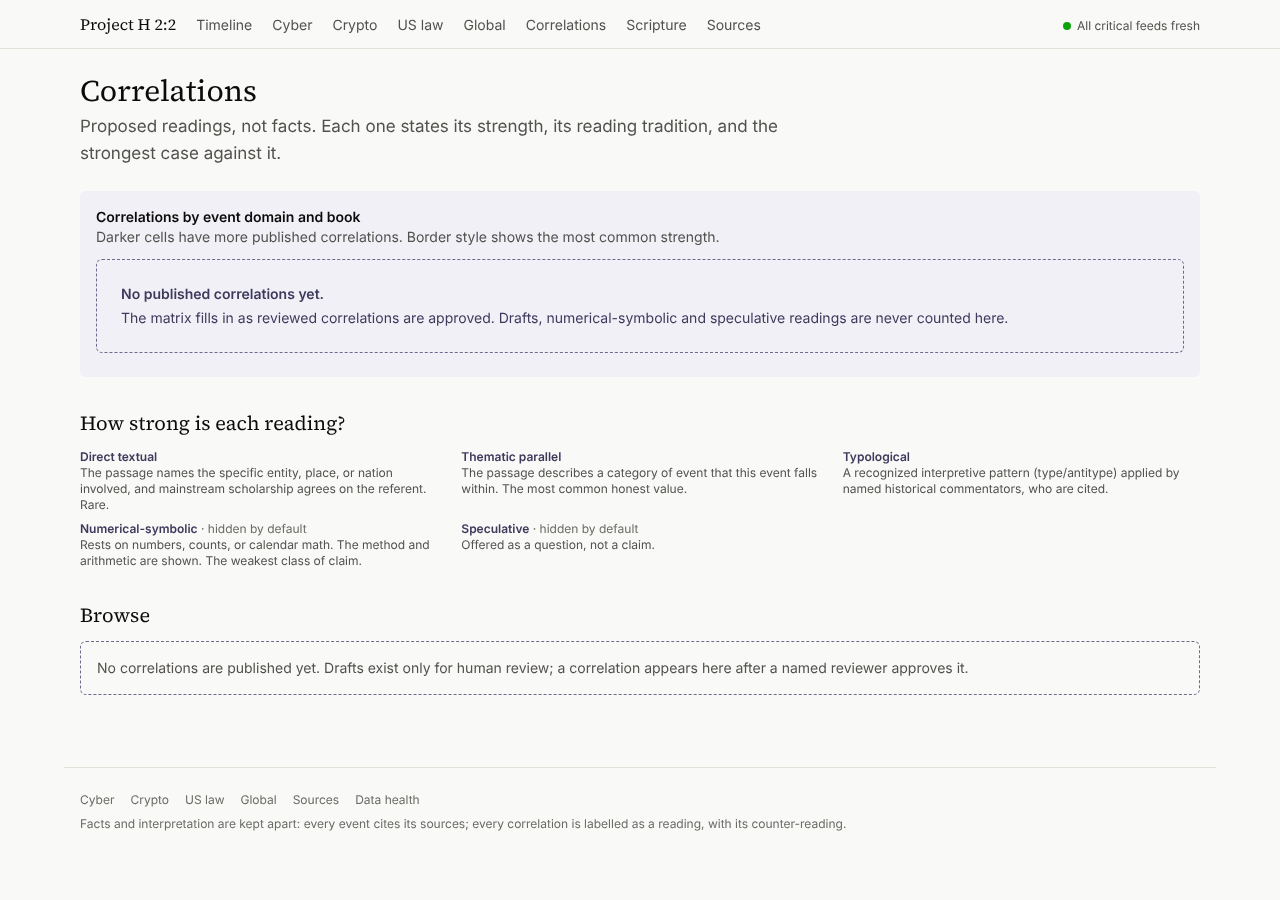 Project H 2:2 Timeline Cyber Crypto US law Global Correlations Scripture Sources All critical feeds fresh
Correlations
Proposed readings, not facts. Each one states its strength, its reading tradition, and the
strongest case against it.
Correlations by event domain and book
Darker cells have more published correlations. Border style shows the most common strength.
No published correlations yet.
The matrix fills in as reviewed correlations are approved. Drafts, numerical-symbolic and speculative readings are never counted here.
How strong is each reading?
Direct textual
The passage names the specific entity, place, or nation
involved, and mainstream scholarship agrees on the referent.
Rare.
Thematic parallel
The passage describes a category of event that this event falls
within. The most common honest value.
Typological
A recognized interpretive pattern (type/antitype) applied by
named historical commentators, who are cited.
Numerical-symbolic · hidden by default
Rests on numbers, counts, or calendar math. The method and
arithmetic are shown. The weakest class of claim.
Speculative · hidden by default
Offered as a question, not a claim.
Browse
No correlations are published yet. Drafts exist only for human review; a correlation appears here after a named reviewer approves it.
Cyber Crypto US law Global Sources Data health
Facts and interpretation are kept apart: every event cites its sources; every correlation is labelled as a reading, with its counter-reading.